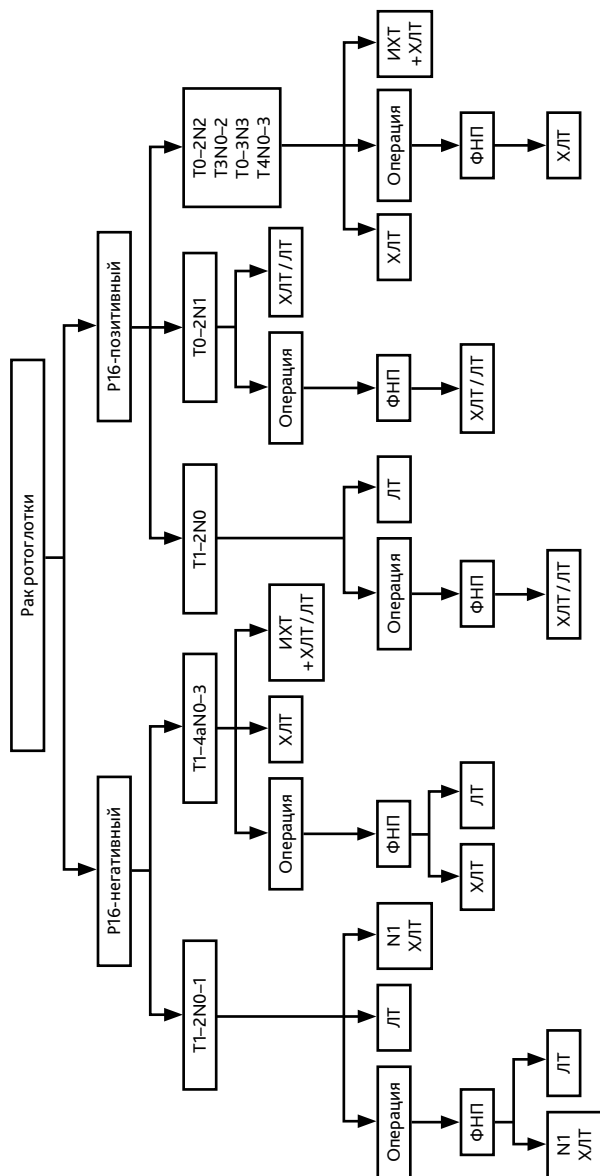 Рак ротоглотки
P16-негативный
P16-позитивный
T1–2N0–1
T1–4aN0–3
T1–2N0
T0–2N1
T0–2N2
T3N0–2
T0–3N3
T4N0–3
Операция
ХЛТ
ИХТ
+ХЛТ/ЛТ
Операция
ХЛТ/ЛТ
Операция
ЛТ
N1
ХЛТ
ФНП
Операция
ЛТ
ФНП
ХЛТ
Операция
ИХТ
+ХЛТ
ФНП
ХЛТ
ЛТ
ФНП
ХЛТ/ЛТ
ФНП
N1
ХЛТ
ЛТ
ФНП
ХЛТ/ЛТ
ХЛТ